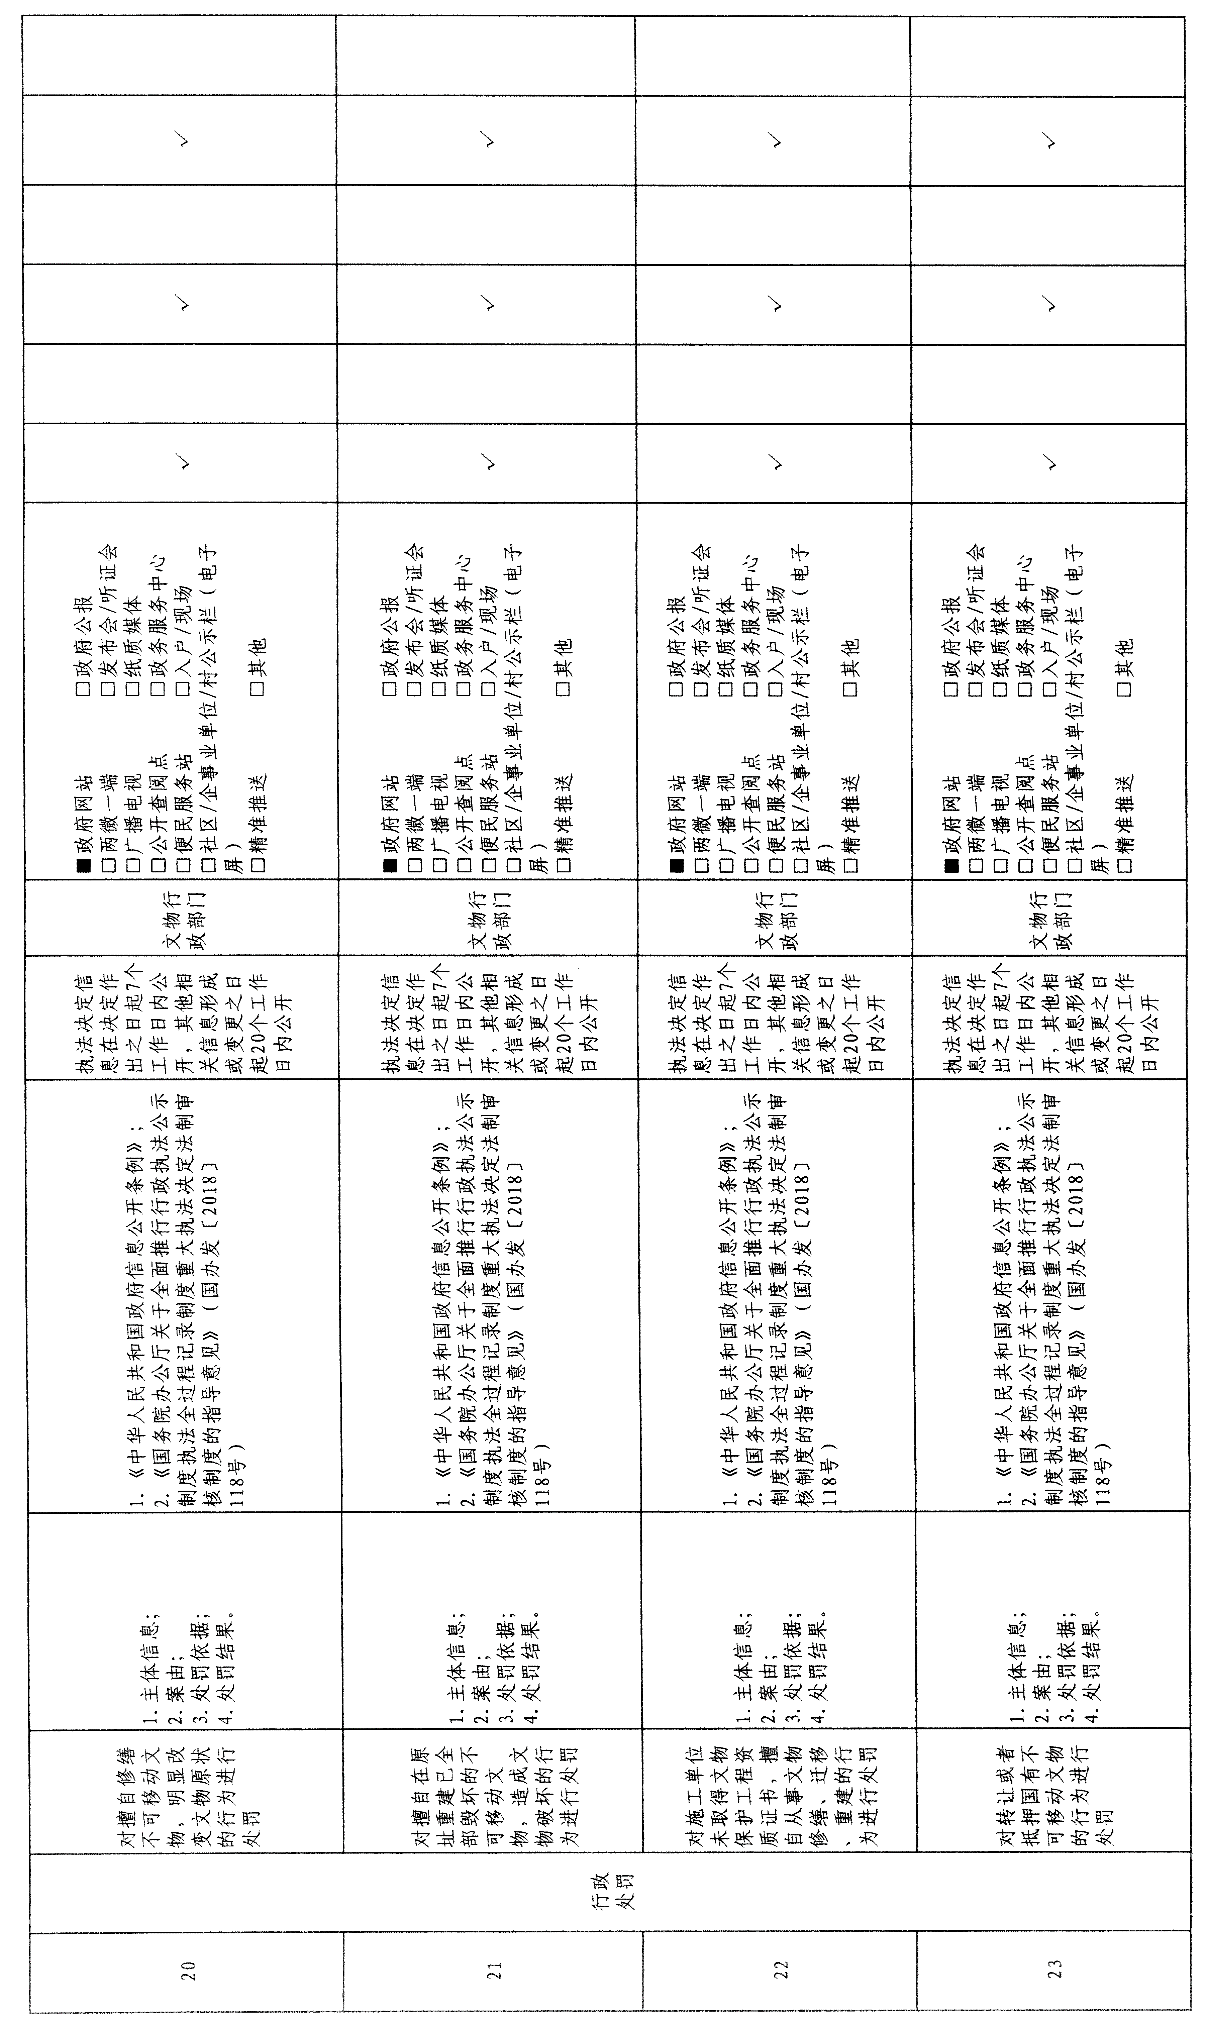 20
行政
处罚
对擅自修缮
不可移动文
物，明显改
变文物原状
的行为进行
处罚
1. 主体信息；
2. 案由；
3. 处罚依据；
4. 处罚结果。
1. 《中华人民共和国政府信息公开条例》；
2. 《国务院办公厅关于全面推行行政执法公示
制度执法全过程记录制度重大执法决定法制审
核制度的指导意见》（国办发〔2018〕
118号）
执法决定信
息在决定作
出之日起7个
工作日内公
开，其他相
关信息形成
或变更之日
起20个工作
日内公开
文物行
政部门
■政府网站 □政府公报
□两微一端 □发布会/听证会
□广播电视 □纸质媒体
□公开查阅点 □政务服务中心
□便民服务站 □入户/现场
□社区/企事业单位/村公示栏（电子
屏）
□精准推送 □其他
√ √ √
21
对擅自在原
址重建已全
部毁坏的不
可移动文
物，造成文
物破坏的行
为进行处罚
1. 主体信息；
2. 案由；
3. 处罚依据；
4. 处罚结果。
1. 《中华人民共和国政府信息公开条例》；
2. 《国务院办公厅关于全面推行行政执法公示
制度执法全过程记录制度重大执法决定法制审
核制度的指导意见》（国办发〔2018〕
118号）
执法决定信
息在决定作
出之日起7个
工作日内公
开，其他相
关信息形成
或变更之日
起20个工作
日内公开
文物行
政部门
■政府网站 □政府公报
□两微一端 □发布会/听证会
□广播电视 □纸质媒体
□公开查阅点 □政务服务中心
□便民服务站 □入户/现场
□社区/企事业单位/村公示栏（电子
屏）
□精准推送 □其他
√ √ √
22
对施工单位
未取得文物
保护工程资
质证书，擅
自从事文物
修缮、迁移
、重建的行
为进行处罚
1. 主体信息；
2. 案由；
3. 处罚依据；
4. 处罚结果。
1. 《中华人民共和国政府信息公开条例》；
2. 《国务院办公厅关于全面推行行政执法公示
制度执法全过程记录制度重大执法决定法制审
核制度的指导意见》（国办发〔2018〕
118号）
执法决定信
息在决定作
出之日起7个
工作日内公
开，其他相
关信息形成
或变更之日
起20个工作
日内公开
文物行
政部门
■政府网站 □政府公报
□两微一端 □发布会/听证会
□广播电视 □纸质媒体
□公开查阅点 □政务服务中心
□便民服务站 □入户/现场
□社区/企事业单位/村公示栏（电子
屏）
□精准推送 □其他
√ √ √
23
对转让或者
抵押国有不
可移动文物
的行为进行
处罚
1. 主体信息；
2. 案由；
3. 处罚依据；
4. 处罚结果。
1. 《中华人民共和国政府信息公开条例》；
2. 《国务院办公厅关于全面推行行政执法公示
制度执法全过程记录制度重大执法决定法制审
核制度的指导意见》（国办发〔2018〕
118号）
执法决定信
息在决定作
出之日起7个
工作日内公
开，其他相
关信息形成
或变更之日
起20个工作
日内公开
文物行
政部门
■政府网站 □政府公报
□两微一端 □发布会/听证会
□广播电视 □纸质媒体
□公开查阅点 □政务服务中心
□便民服务站 □入户/现场
□社区/企事业单位/村公示栏（电子
屏）
□精准推送 □其他
√ √ √